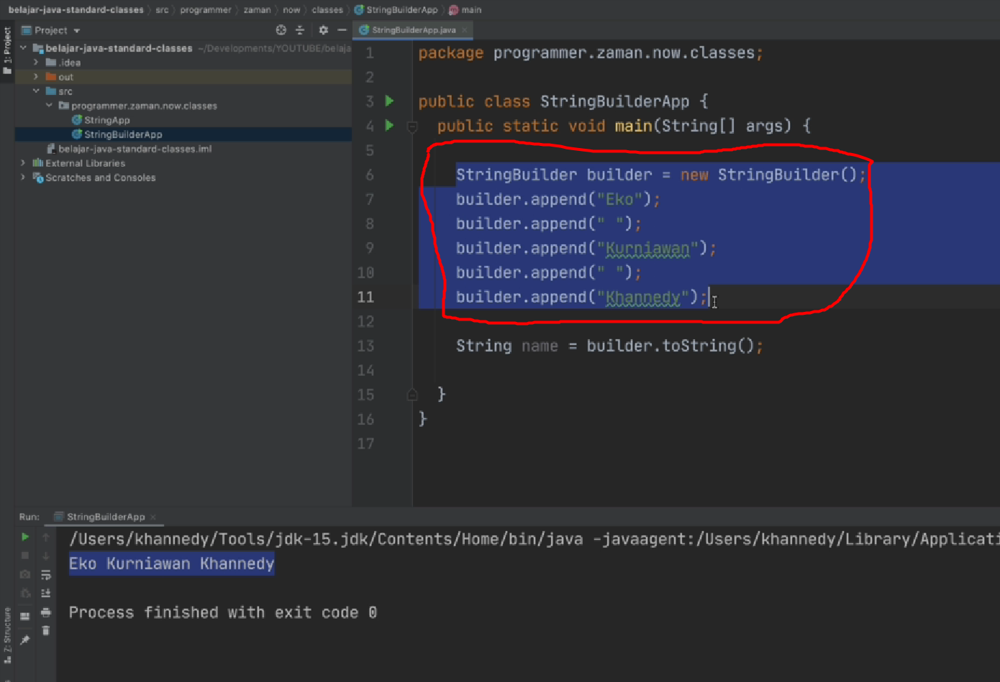 belajar-java-standard-classes src programmer zaman now classes StringBuilderApp main
1: Project
Project
StringBuilderApp.java
belajar-java-standard-classes ~/Developments/YOUTUBE/belaja
.idea
out
src
programmer.zaman.now.classes
StringApp
StringBuilderApp
belajar-java-standard-classes.iml
External Libraries
Scratches and Consoles
1 package programmer.zaman.now.classes;
2
3 public class StringBuilderApp {
4 public static void main(String[] args) {
5
6 StringBuilder builder = new StringBuilder();
7 builder.append("Eko");
8 builder.append(" ");
9 builder.append("Kurniawan");
10 builder.append(" ");
11 builder.append("Khannedy");
12
13 String name = builder.toString();
14
15 }
16 }
17
Run: StringBuilderApp
/Users/khannedy/Tools/jdk-15.jdk/Contents/Home/bin/java -javaagent:/Users/khannedy/Library/Applicati
Eko Kurniawan Khannedy
Process finished with exit code 0
Z: Structure